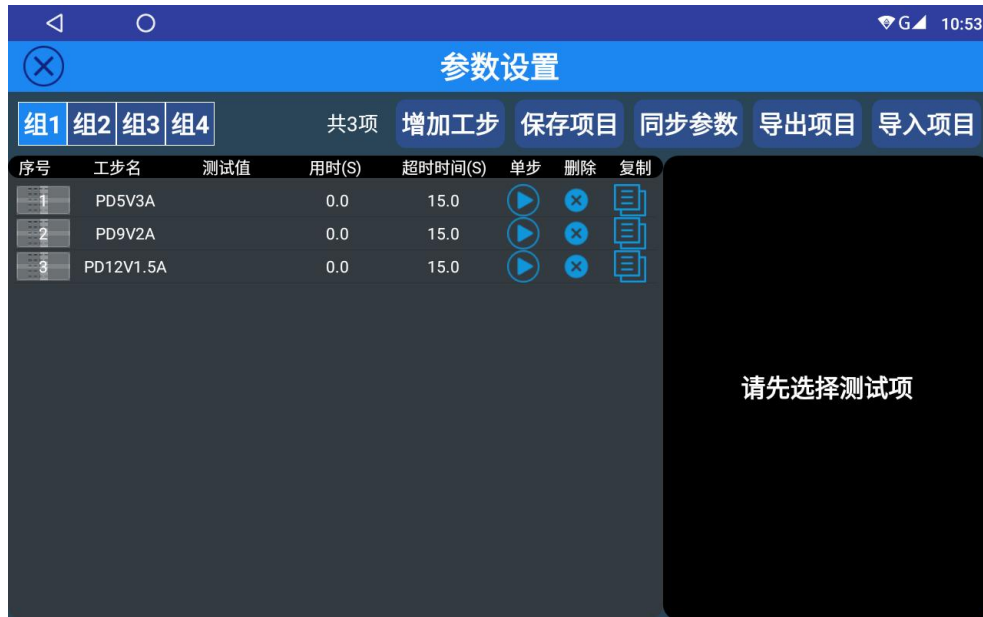 G 10:53
参数设置
组1 组2 组3 组4 共3项 增加工步 保存项目 同步参数 导出项目 导入项目
序号 工步名 测试值 用时(S) 超时时间(S) 单步 删除 复制
1 PD5V3A 0.0 15.0
2 PD9V2A 0.0 15.0
3 PD12V1.5A 0.0 15.0
请先选择测试项